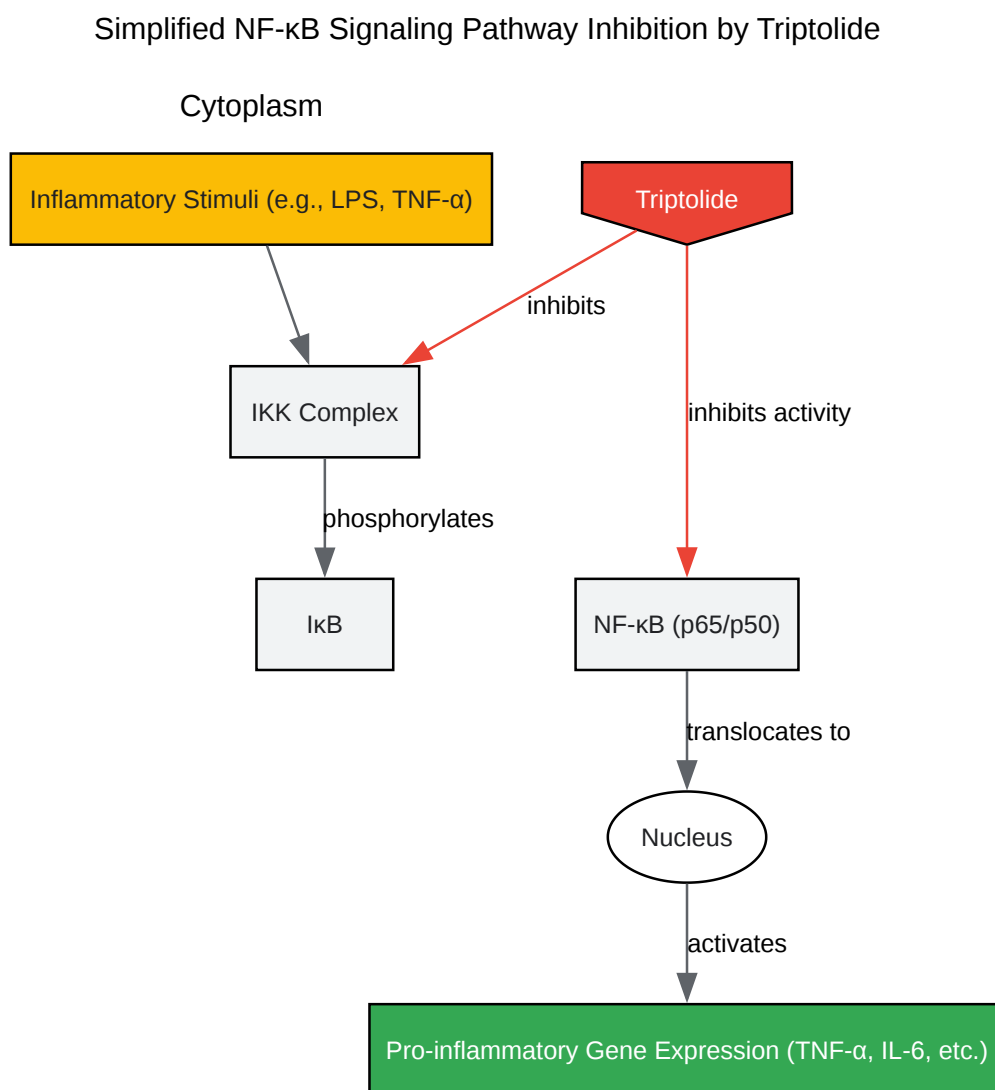 Simplified NF-κB Signaling Pathway Inhibition by Triptolide
Cytoplasm
Inflammatory Stimuli (e.g., LPS, TNF-α)
Triptolide
inhibits
IKK Complex
inhibits activity
phosphorylates
IκB
NF-κB (p65/p50)
translocates to
Nucleus
activates
Pro-inflammatory Gene Expression (TNF-α, IL-6, etc.)